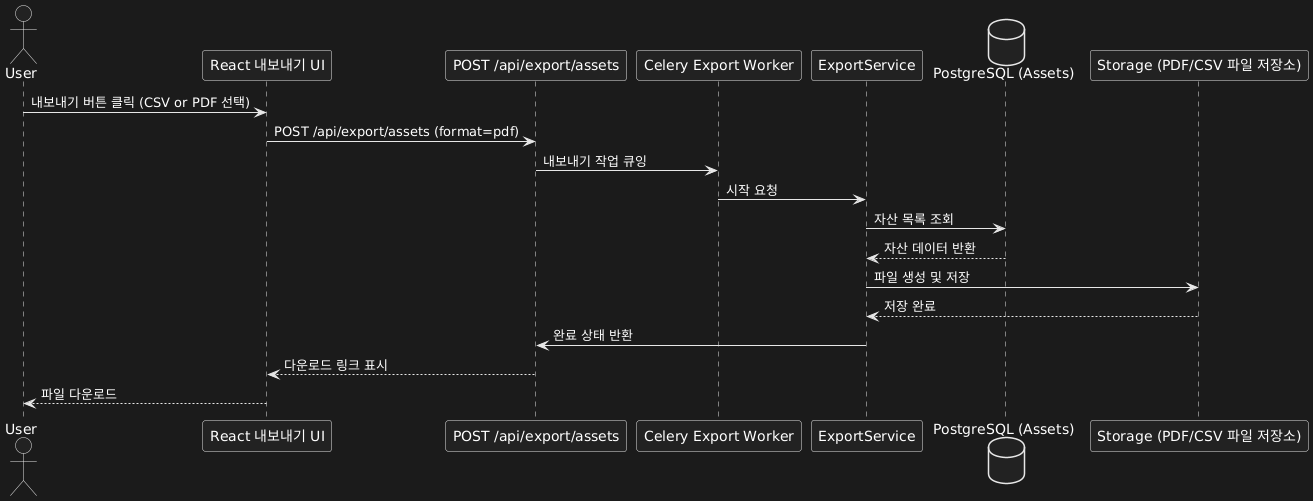 User
React 내보내기 UI
POST /api/export/assets
Celery Export Worker
ExportService
PostgreSQL (Assets)
Storage (PDF/CSV 파일 저장소)
내보내기 버튼 클릭 (CSV or PDF 선택)
POST /api/export/assets (format=pdf)
내보내기 작업 큐잉
시작 요청
자산 목록 조회
자산 데이터 반환
파일 생성 및 저장
저장 완료
완료 상태 반환
다운로드 링크 표시
파일 다운로드
User
React 내보내기 UI
POST /api/export/assets
Celery Export Worker
ExportService
PostgreSQL (Assets)
Storage (PDF/CSV 파일 저장소)